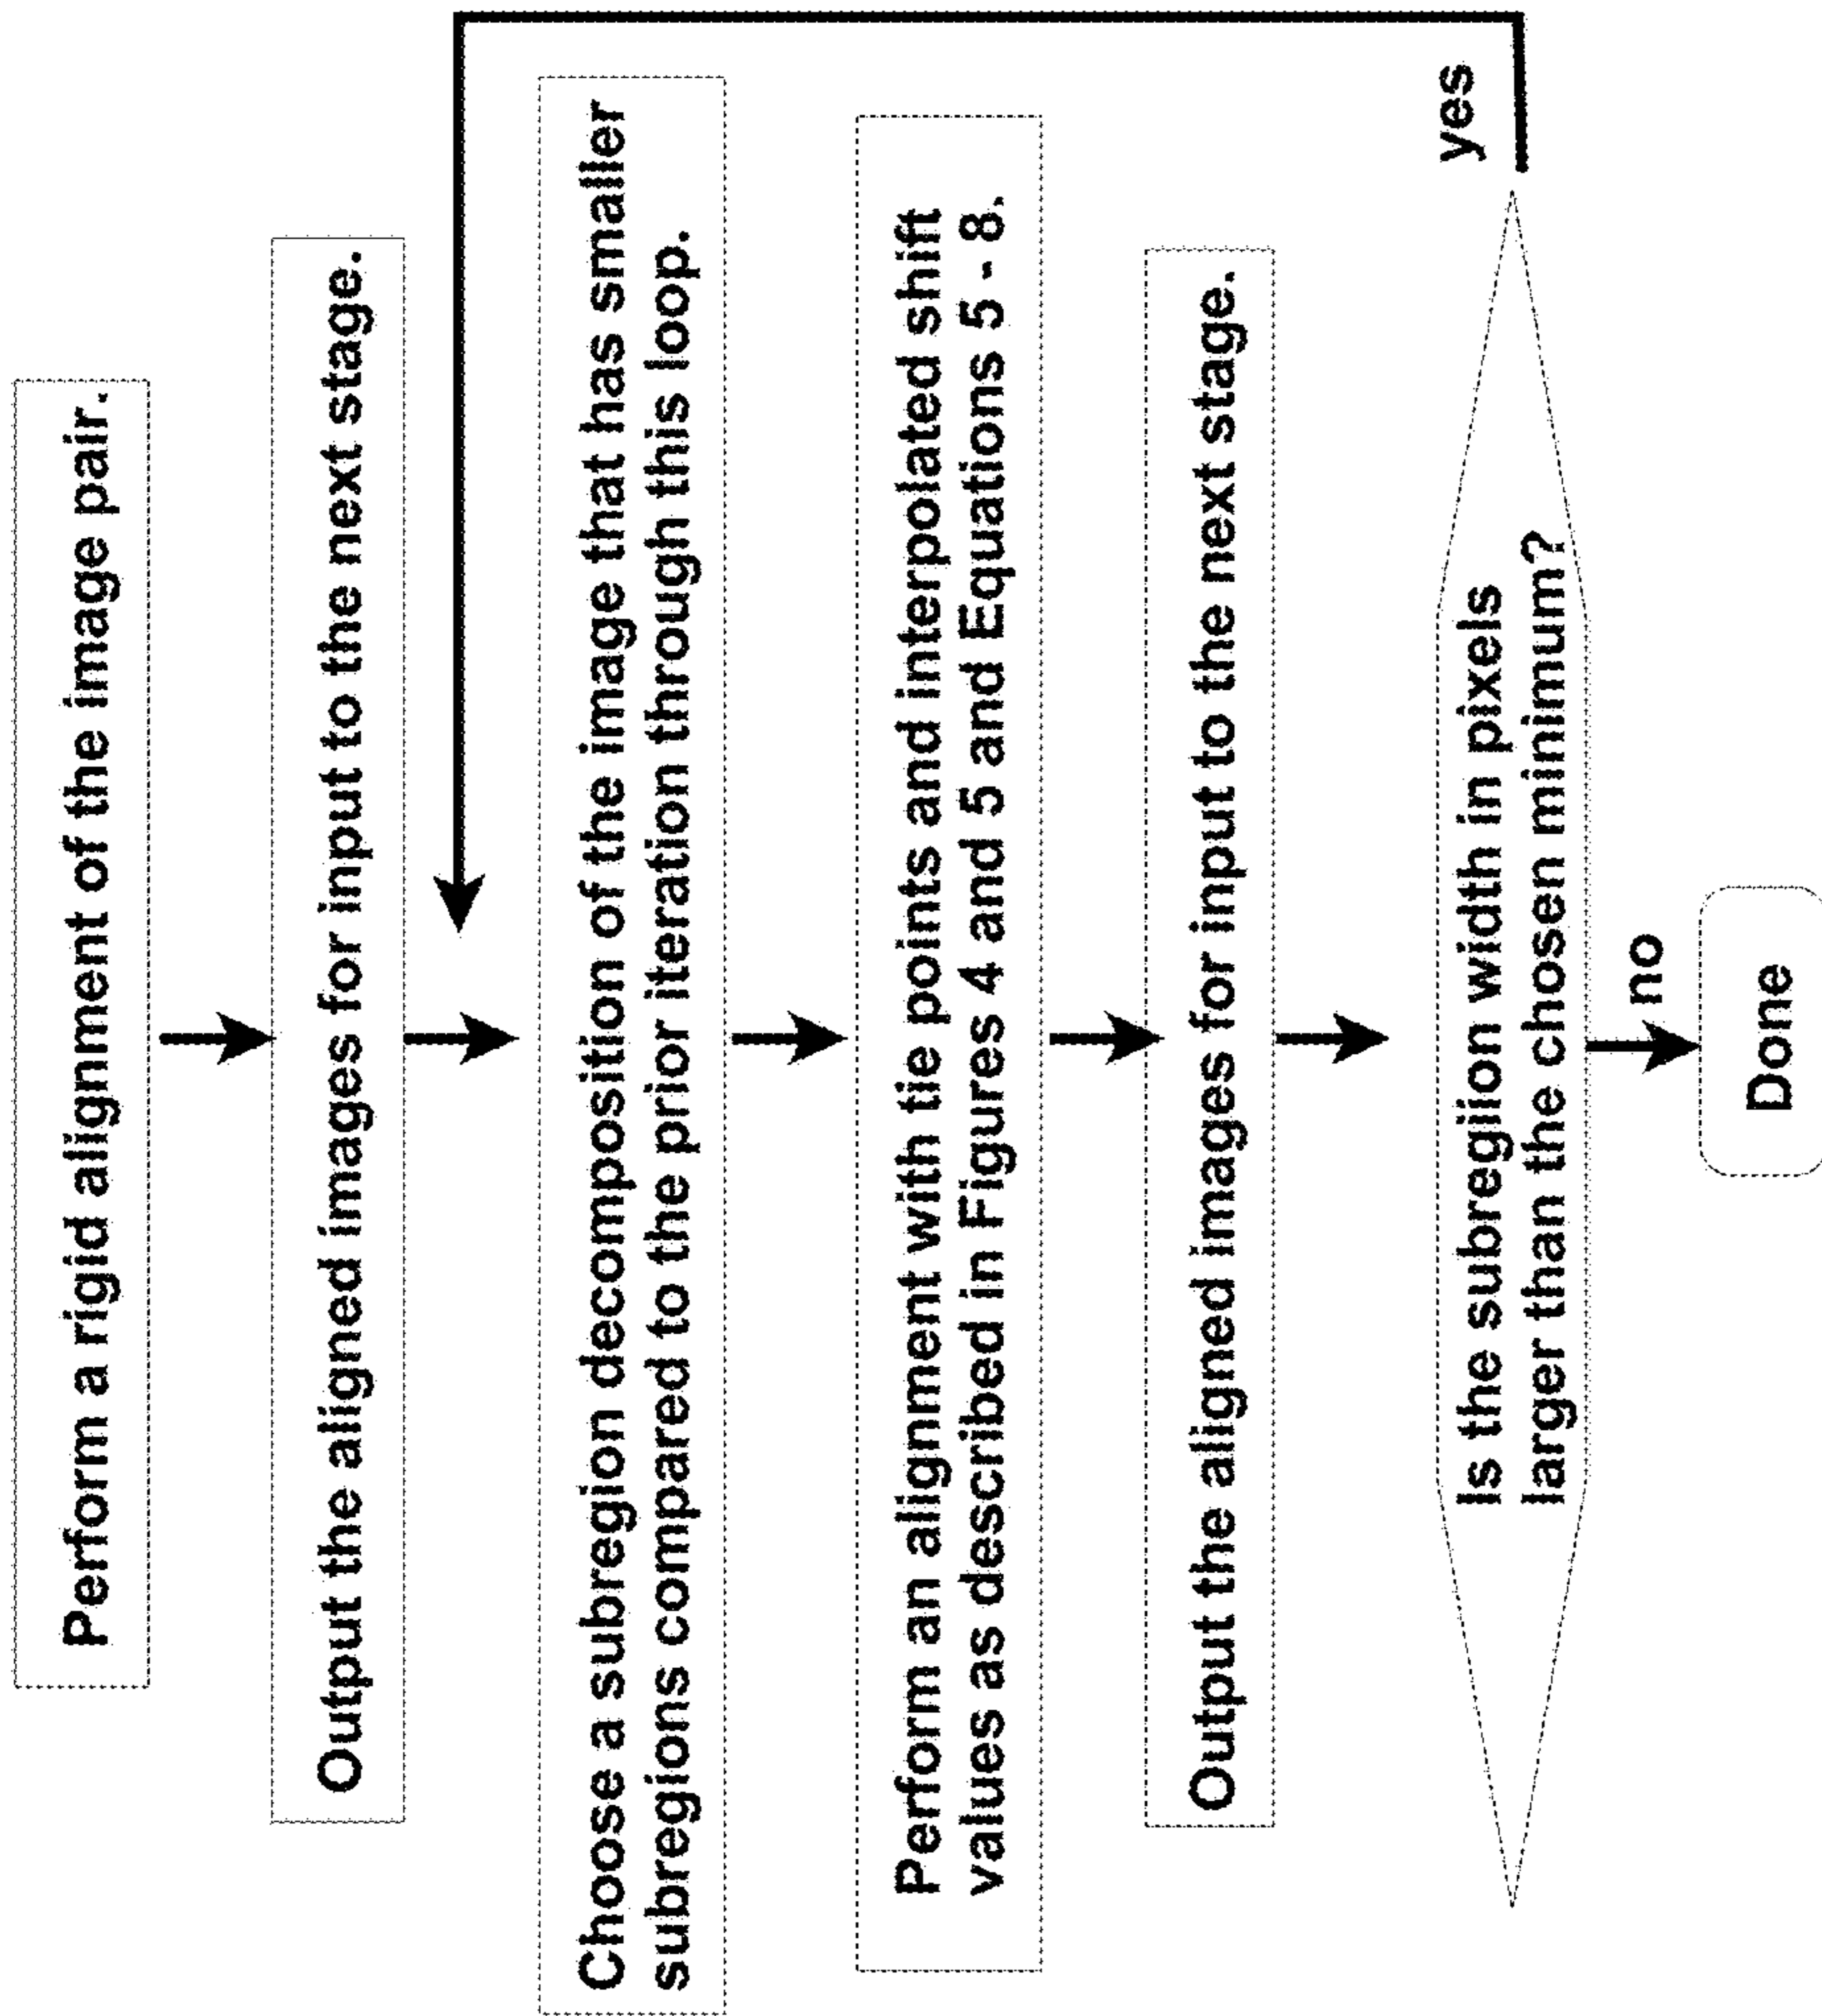 Perform a rigid alignment of the image pair.
Output the aligned images for input to the next stage.
Choose a subregion decomposition of the image that has smaller
subregions compared to the prior iteration through this loop.
Perform an alignment with tie points and interpolated shift
values as described in Figures 4 and 5 and Equations 5 - 8.
Output the aligned images for input to the next stage.
Is the subregiion width in pixels
larger than the chosen minimum?
yes
no
Done